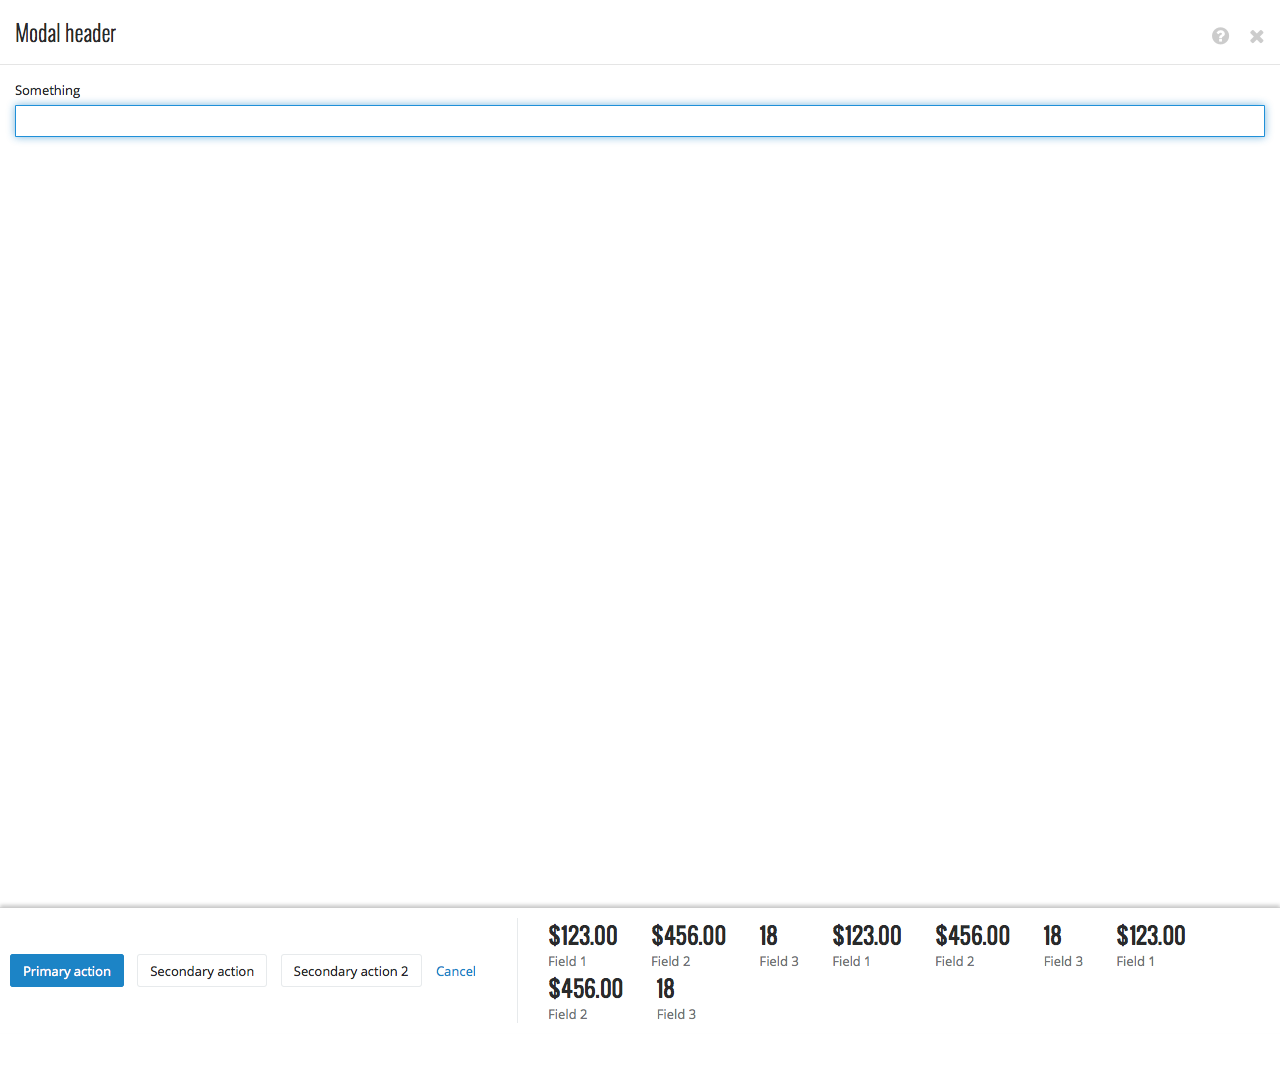 Modal header
Something
$123.00 $456.00 18 $123.00 $456.00 18 $123.00
Field 1 Field 2 Field 3 Field 1 Field 2 Field 3 Field 1
Primary action Secondary action Secondary action 2 Cancel
$456.00 18
Field 2 Field 3